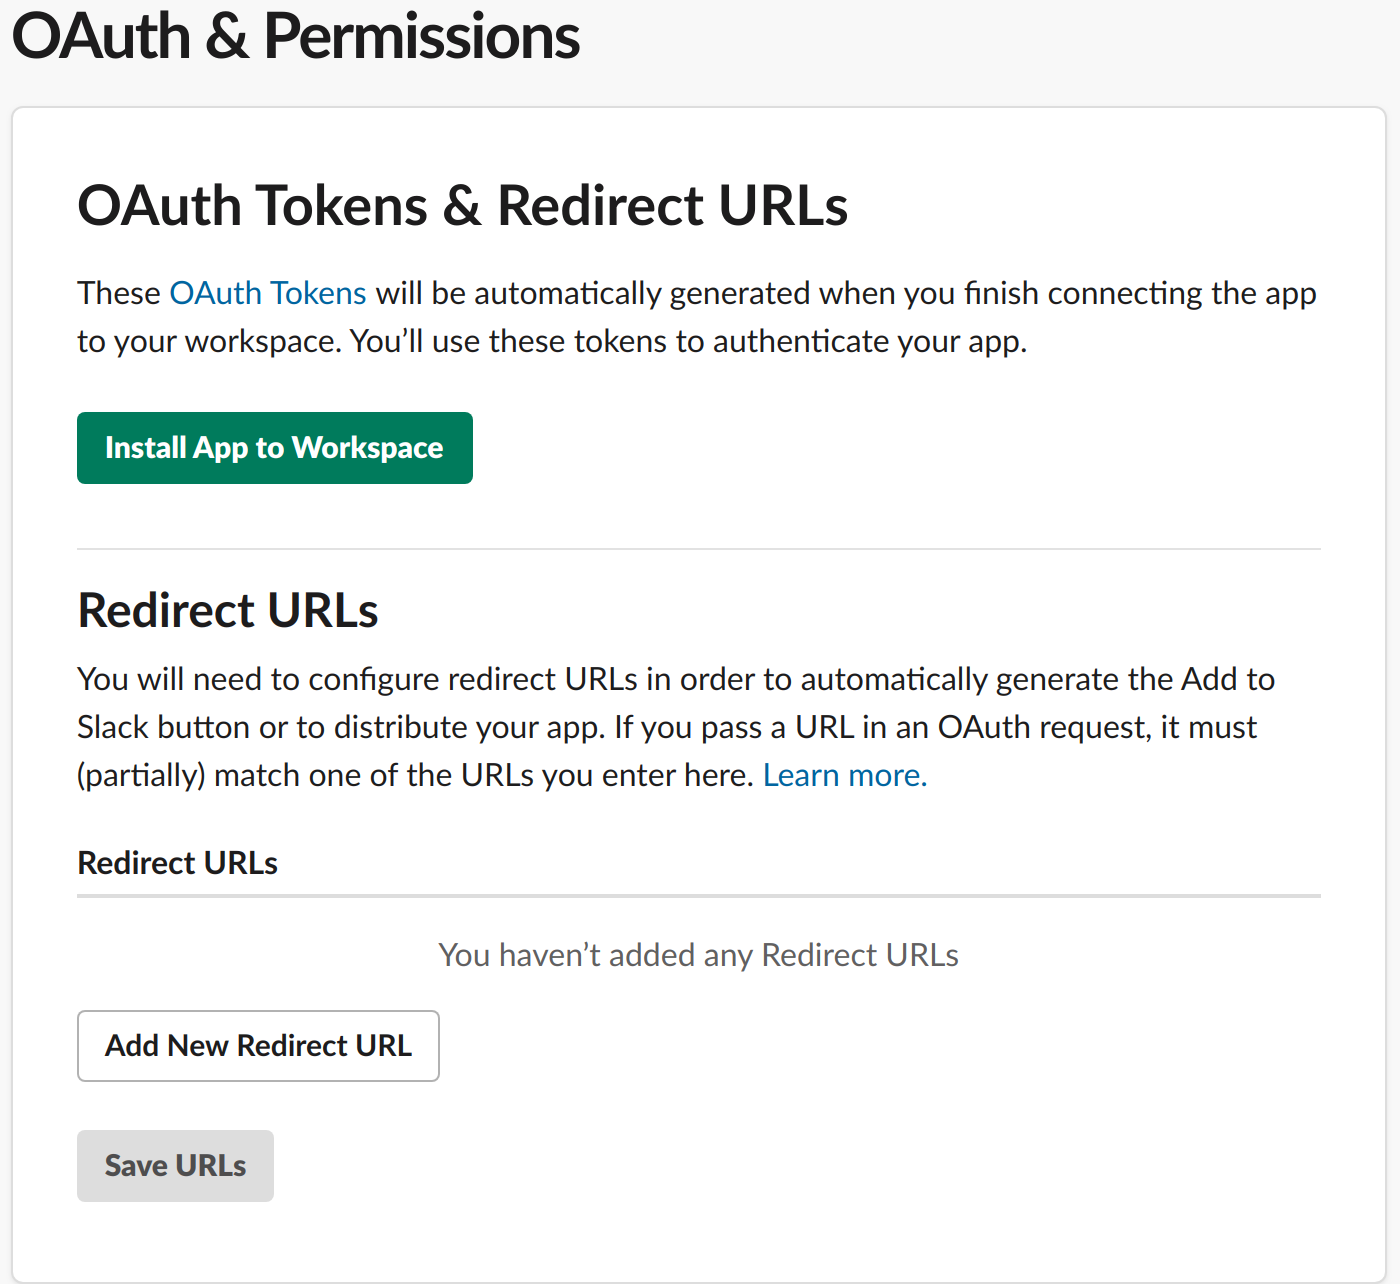 OAuth & Permissions
OAuth Tokens & Redirect URLs
These OAuth Tokens will be automatically generated when you finish connecting the app
to your workspace. You’ll use these tokens to authenticate your app.
Install App to Workspace
Redirect URLs
You will need to configure redirect URLs in order to automatically generate the Add to
Slack button or to distribute your app. If you pass a URL in an OAuth request, it must
(partially) match one of the URLs you enter here. Learn more.
Redirect URLs
You haven’t added any Redirect URLs
Add New Redirect URL
Save URLs